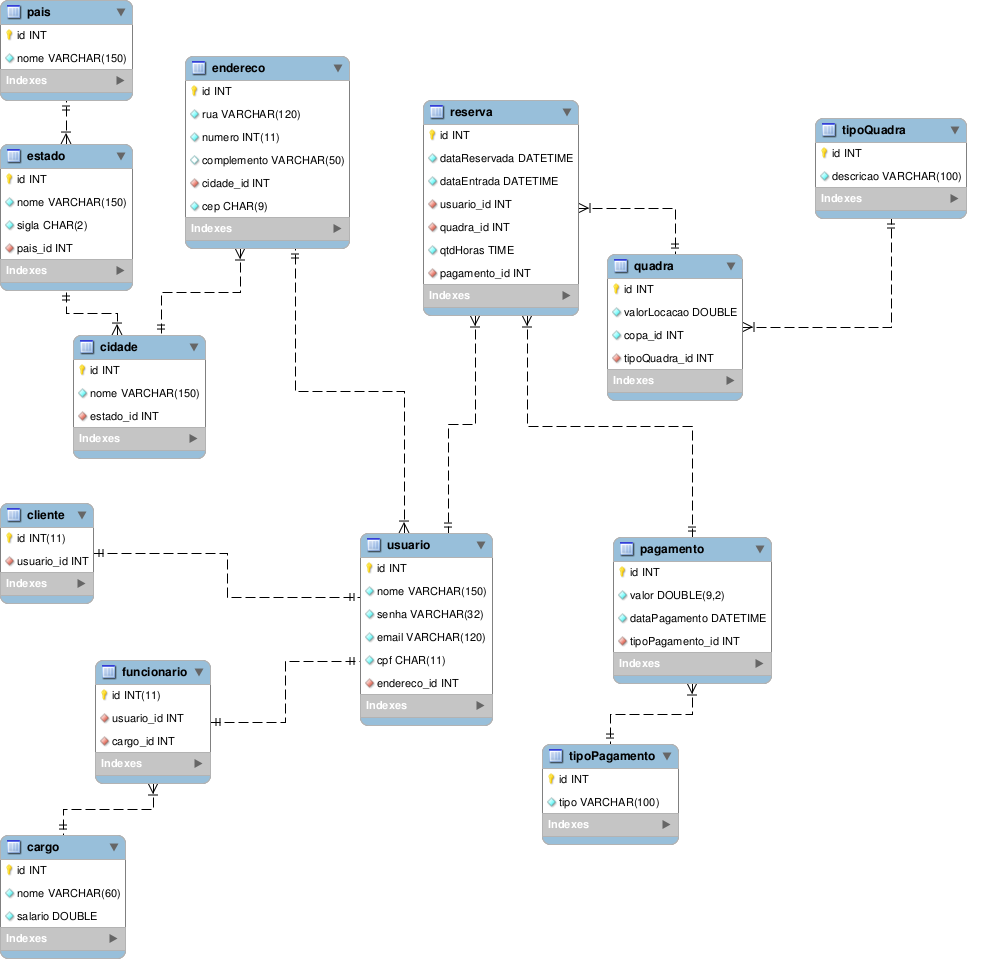 pais
id INT
nome VARCHAR(150)
Indexes
estado
id INT
nome VARCHAR(150)
sigla CHAR(2)
pais_id INT
Indexes
cidade
id INT
nome VARCHAR(150)
estado_id INT
Indexes
endereco
id INT
rua VARCHAR(120)
numero INT(11)
complemento VARCHAR(50)
cidade_id INT
cep CHAR(9)
Indexes
reserva
id INT
dataReservada DATETIME
dataEntrada DATETIME
usuario_id INT
quadra_id INT
qtdHoras TIME
pagamento_id INT
Indexes
tipoQuadra
id INT
descricao VARCHAR(100)
Indexes
quadra
id INT
valorLocacao DOUBLE
copa_id INT
tipoQuadra_id INT
Indexes
cliente
id INT(11)
usuario_id INT
Indexes
usuario
id INT
nome VARCHAR(150)
senha VARCHAR(32)
email VARCHAR(120)
cpf CHAR(11)
endereco_id INT
Indexes
pagamento
id INT
valor DOUBLE(9,2)
dataPagamento DATETIME
tipoPagamento_id INT
Indexes
funcionario
id INT(11)
usuario_id INT
cargo_id INT
Indexes
tipoPagamento
id INT
tipo VARCHAR(100)
Indexes
cargo
id INT
nome VARCHAR(60)
salario DOUBLE
Indexes